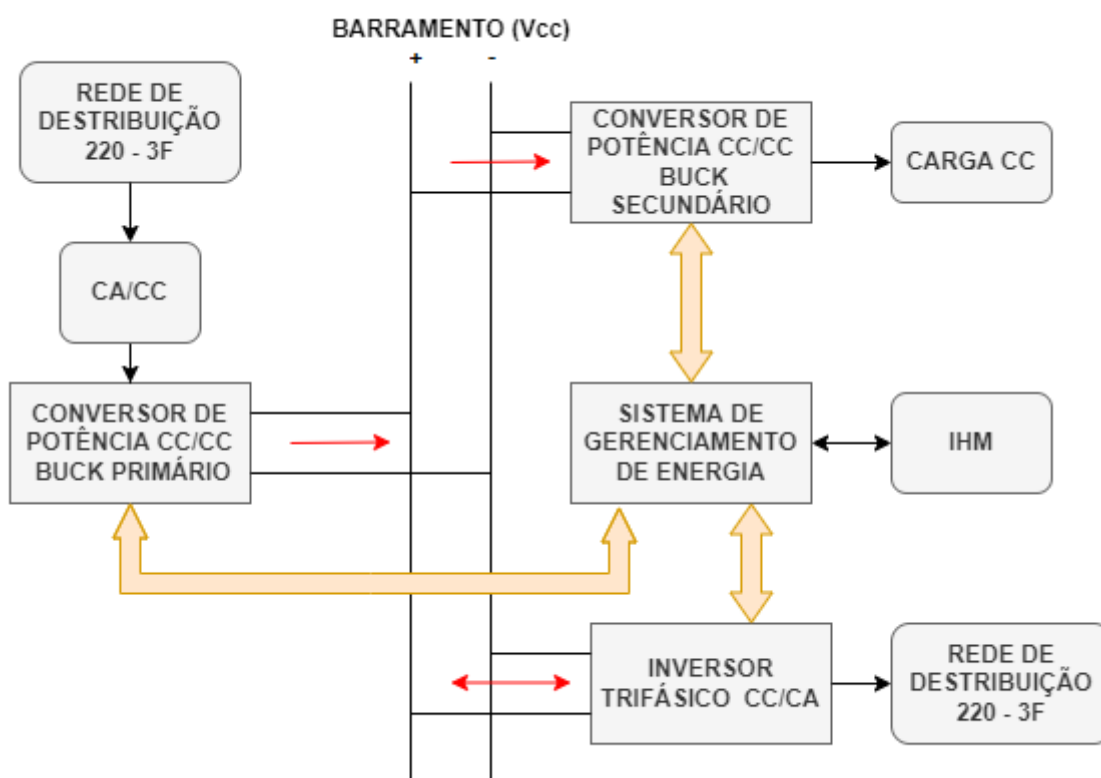 BARRAMENTO (Vcc)
+ -
REDE DE
DESTRIBUIÇÃO
220 - 3F
CONVERSOR DE
POTÊNCIA CC/CC
BUCK
SECUNDÁRIO
CARGA CC
CA/CC
CONVERSOR DE
POTÊNCIA CC/CC
BUCK PRIMÁRIO
SISTEMA DE
GERENCIAMENTO
DE ENERGIA
IHM
INVERSOR
TRIFÁSICO CC/CA
REDE DE
DESTRIBUIÇÃO
220 - 3F